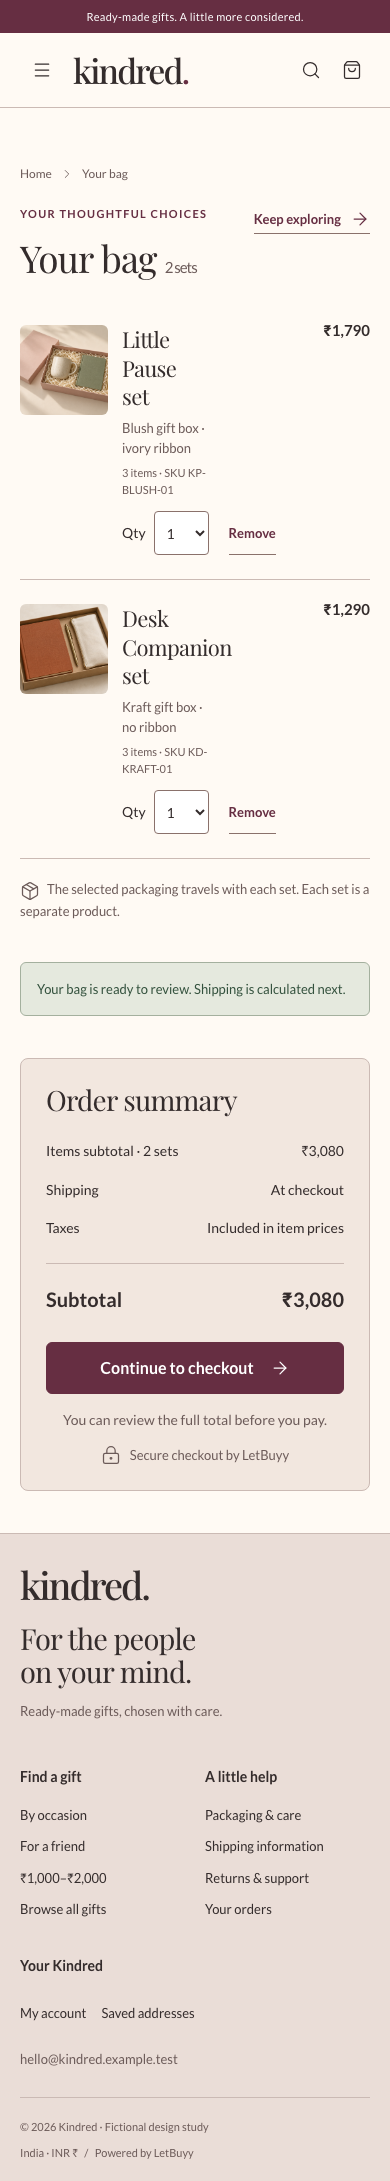 Ready-made gifts. A little more considered.
kindred.
Home > Your bag
YOUR THOUGHTFUL CHOICES
Keep exploring →
Your bag 2 sets
Little
Pause
set
₹1,790
Blush gift box ·
ivory ribbon
3 items · SKU KP-
BLUSH-01
Qty 1 Remove
Desk
Companion
set
₹1,290
Kraft gift box ·
no ribbon
3 items · SKU KD-
KRAFT-01
Qty 1 Remove
The selected packaging travels with each set. Each set is a
separate product.
Your bag is ready to review. Shipping is calculated next.
Order summary
Items subtotal · 2 sets ₹3,080
Shipping At checkout
Taxes Included in item prices
Subtotal ₹3,080
Continue to checkout →
You can review the full total before you pay.
Secure checkout by LetBuyy
kindred.
For the people
on your mind.
Ready-made gifts, chosen with care.
Find a gift
By occasion
For a friend
₹1,000–₹2,000
Browse all gifts
A little help
Packaging & care
Shipping information
Returns & support
Your orders
Your Kindred
My account Saved addresses
hello@kindred.example.test
© 2026 Kindred · Fictional design study
India · INR ₹ / Powered by LetBuyy